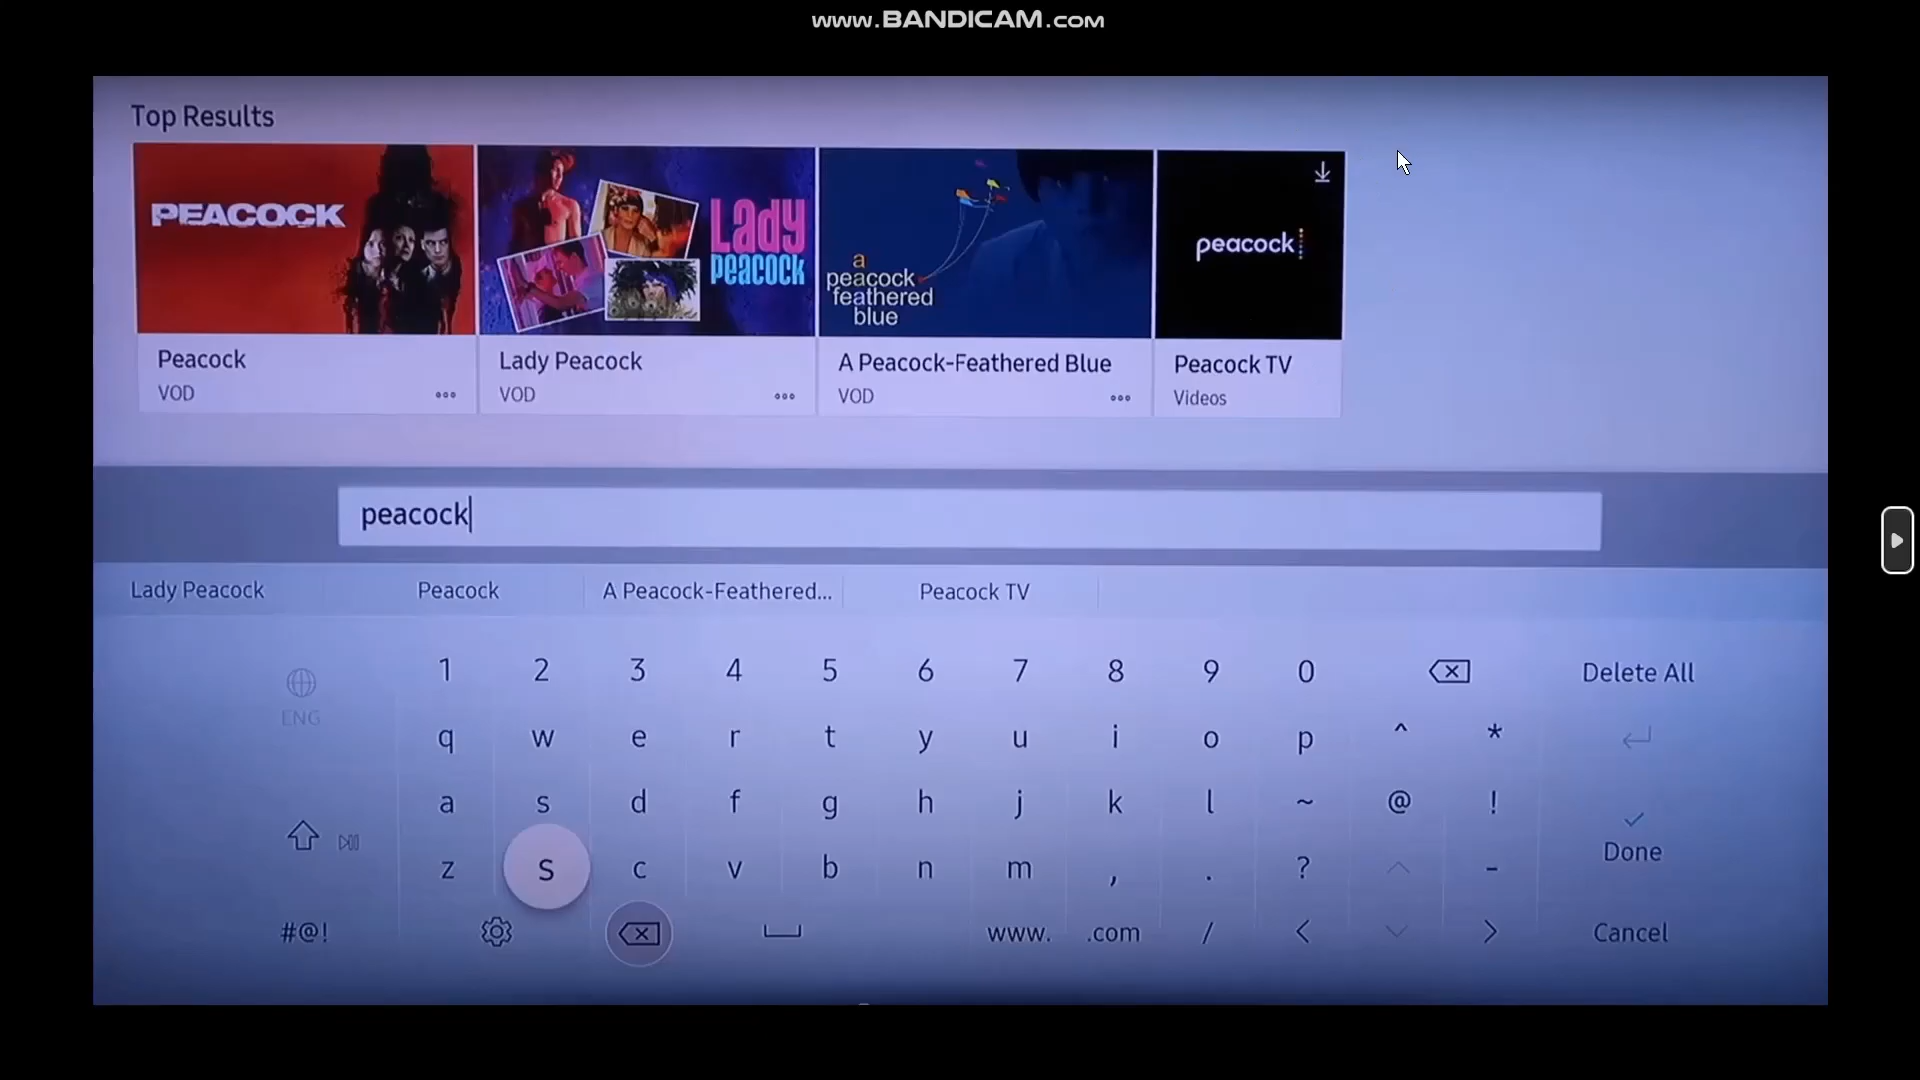 www.BANDICAM.com
Top Results
PEACOCK
Lady
Peacock
a
peacock
feathered
blue
peacock
Peacock
VOD
Lady Peacock
VOD
A Peacock-Feathered Blue
VOD
Peacock TV
Videos
peacock
Lady Peacock Peacock A Peacock-Feathered... Peacock TV
1 2 3 4 5 6 7 8 9 0 Delete All
ENG
q w e r t y u i o p ^ *
a s d f g h j k l ~ @ !
z s c v b n m , . ? ^ - Done
#@! www. .com / < > Cancel